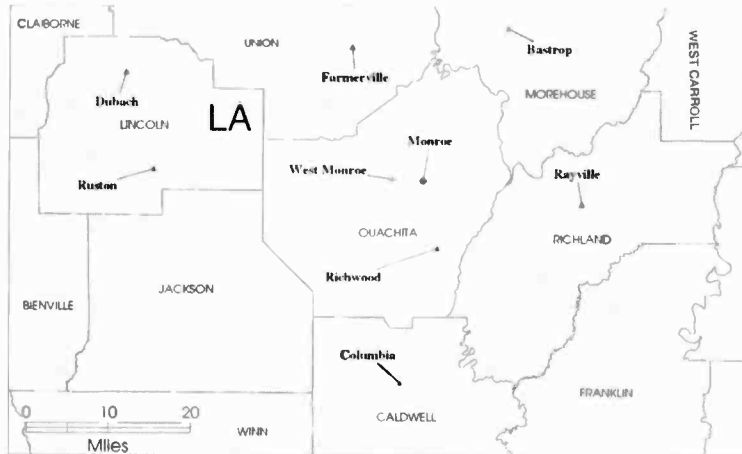 CLAIBORNE
UNION
Farmerville
Bastrop
WEST CARROLL
Dubach
MOREHOUSE
LINCOLN
LA
Monroe
West Monroe
Ruston
Rayville
OUACHITA
RICHLAND
Richwood
JACKSON
BIENVILLE
Columbia
FRANKLIN
0 10 20
CALDWELL
WINN
Miles